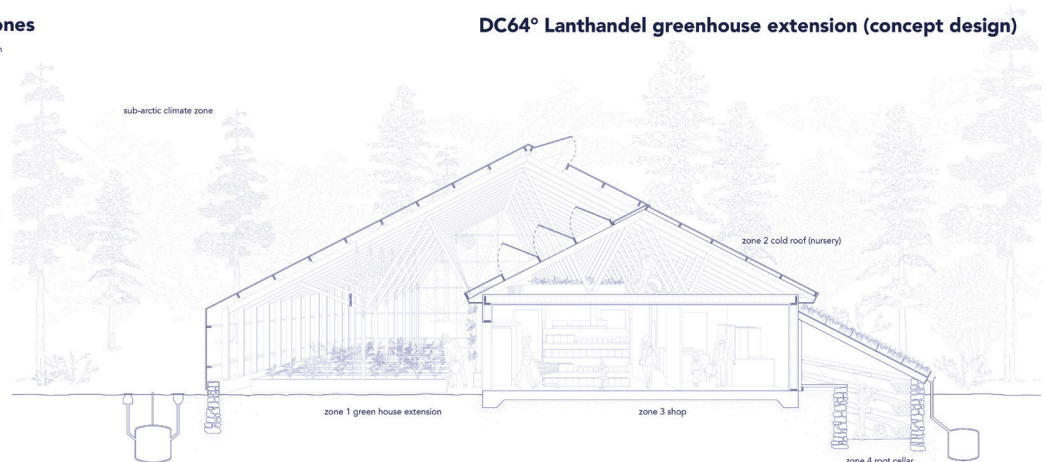 ones
n
DC64° Lanthandel greenhouse extension (concept design)
sub-arctic climate zone
zone 2 cold roof (nursery)
zone 1 green house extension
zone 3 shop
zone 4 root cellar